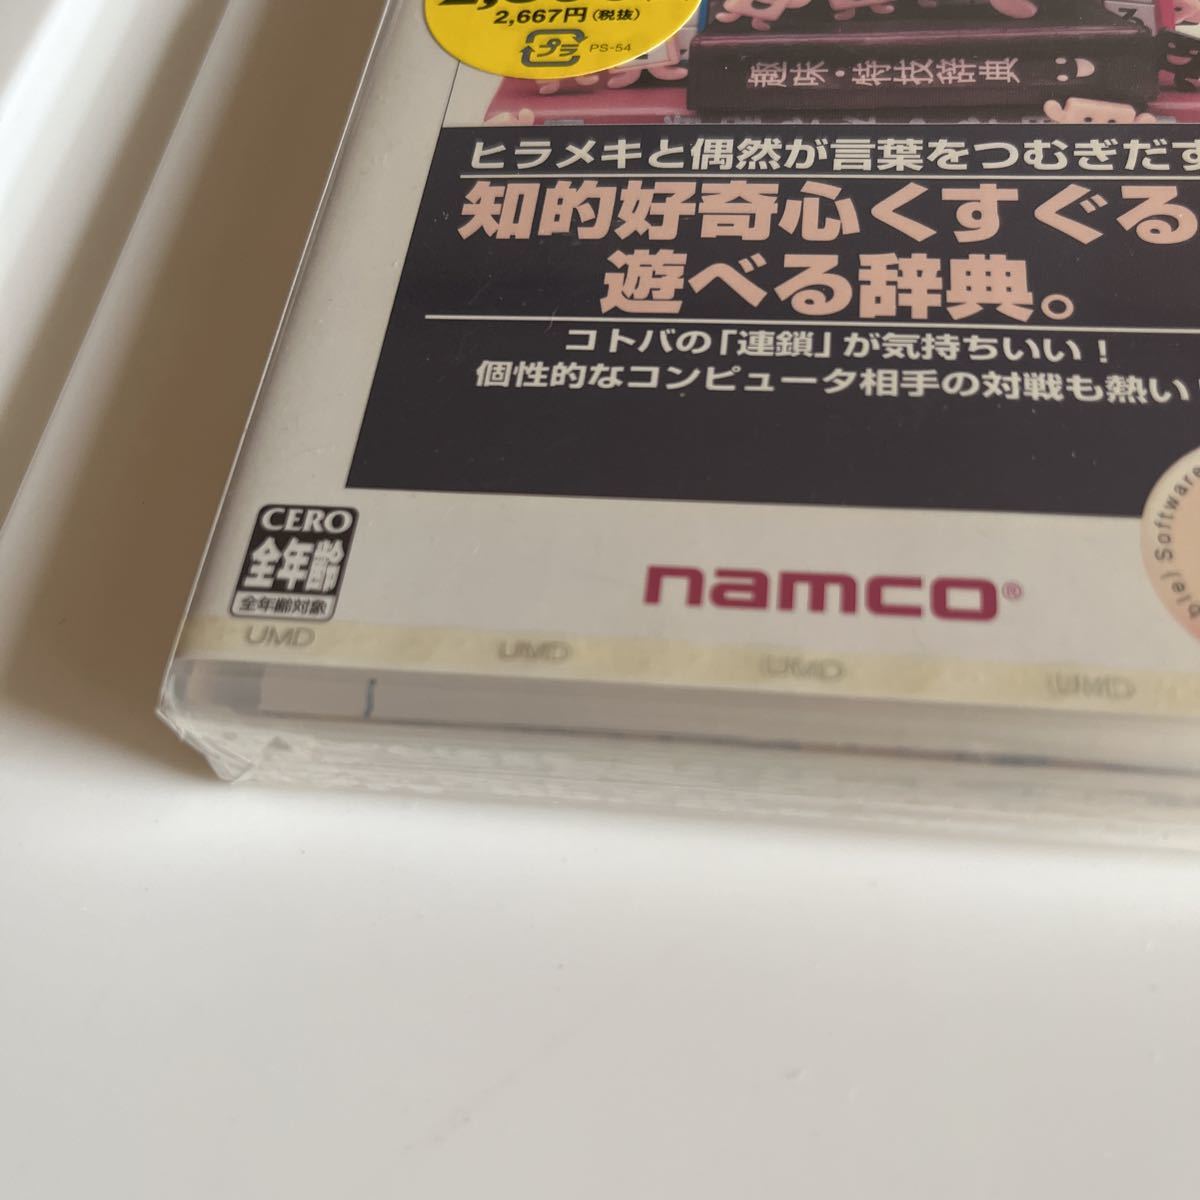 2,667円(税抜)
プラ PS-54
趣味・特技辞典
ヒラメキと偶然が言葉をつむぎだす
知的好奇心くすぐる
遊べる辞典。
コトバの「連鎖」が気持ちいい!
個性的なコンピュータ相手の対戦も熱い!
Software
CERO
全年齢
全年齢対象
namco®
UMD UMD UMD UMD